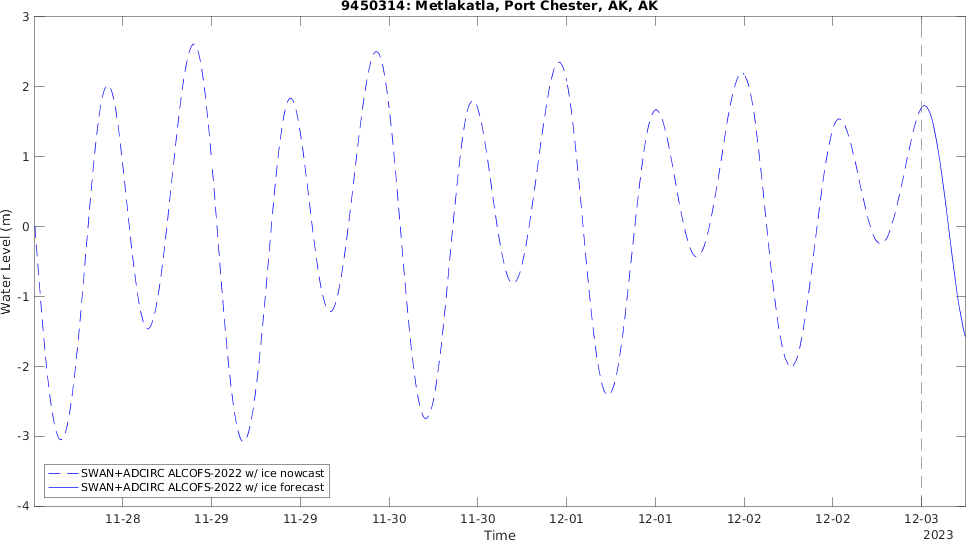 9450314: Metlakatla, Port Chester, AK, AK
3
2
1
0
-1
-2
-3
-4
Water Level (m)
SWAN+ADCIRC ALCOFS-2022 w/ ice nowcast
SWAN+ADCIRC ALCOFS-2022 w/ ice forecast
11-28 11-29 11-29 11-30 11-30 12-01 12-01 12-02 12-02 12-03
Time
2023